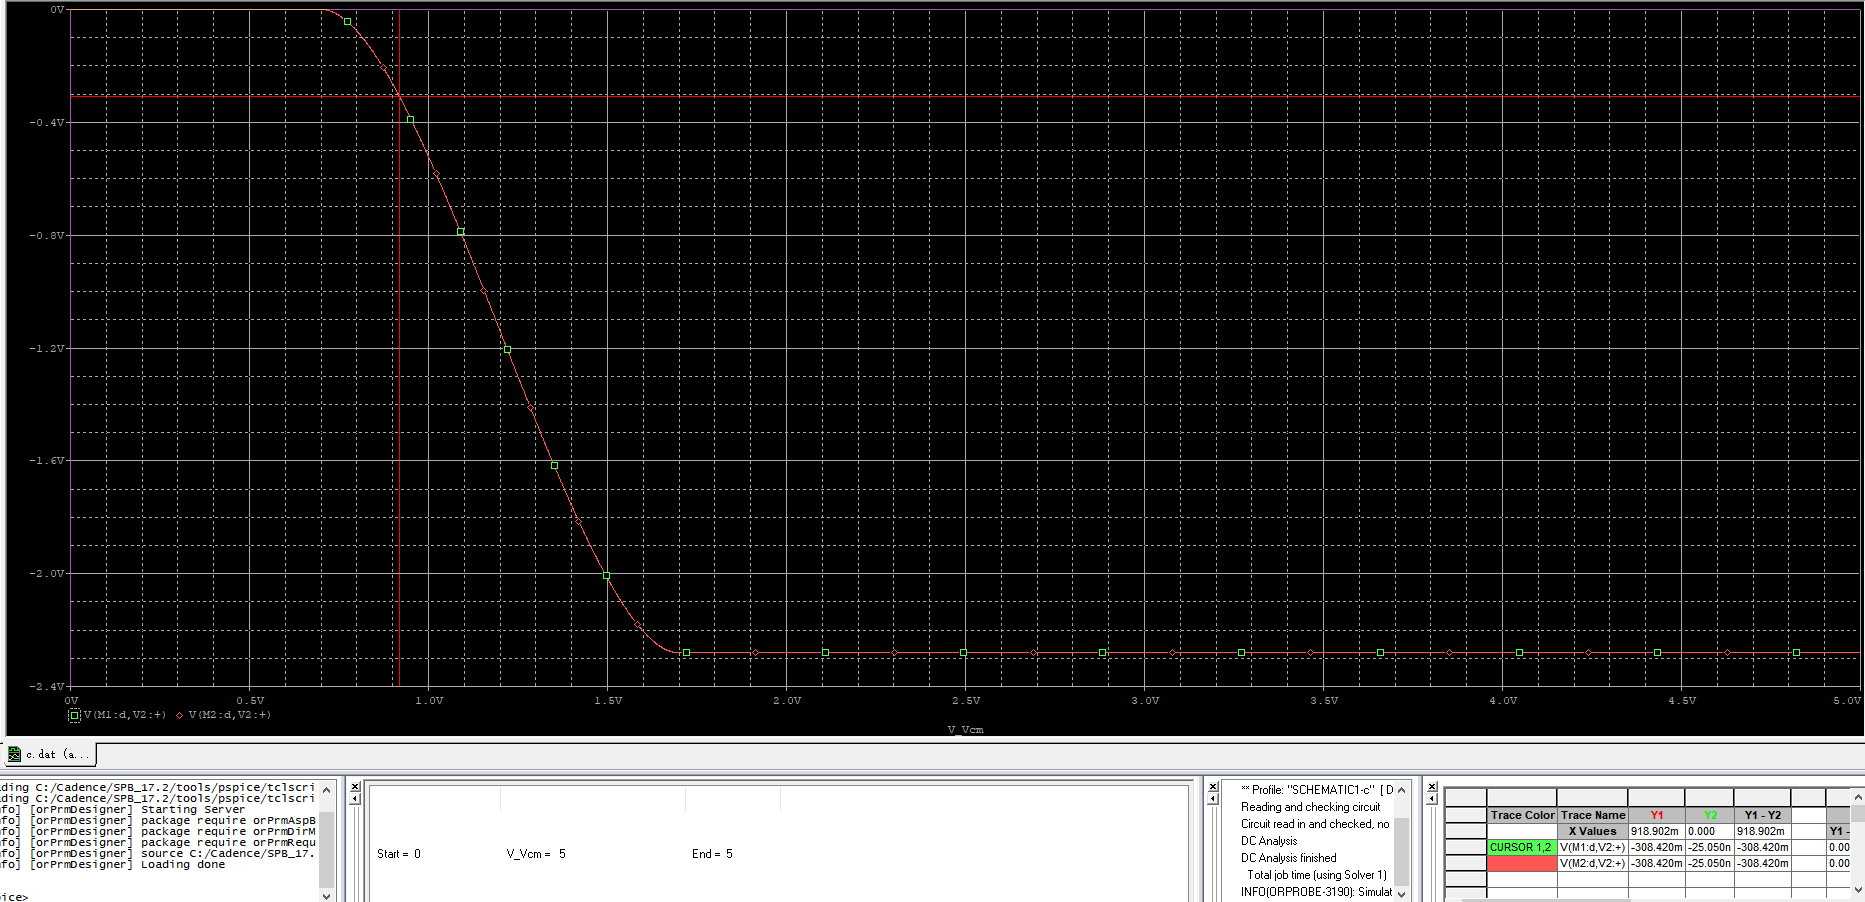 0V
-0.4V
-0.8V
-1.2V
-1.6V
-2.0V
-2.4V
0V 0.5V 1.0V 1.5V 2.0V 2.5V 3.0V 3.5V 4.0V 4.5V 5.0V
V(M1:d,V2:+) V(M2:d,V2:+)
V_Vcm
c.dat (a...
ding C:/Cadence/SPB_17.2/tools/pspice/tclscri
ding C:/Cadence/SPB_17.2/tools/pspice/tclscri
nfo] [orPrmDesigner] Starting Server
nfo] [orPrmDesigner] package require orPrmAspB
nfo] [orPrmDesigner] package require orPrmDirM
nfo] [orPrmDesigner] package require orPrmRequ
nfo] [orPrmDesigner] source C:/Cadence/SPB_17.
nfo] [orPrmDesigner] Loading done
ice>
Start = 0 V_Vcm = 5 End = 5
** Profile: "SCHEMATIC1-c" [ D
Reading and checking circuit
Circuit read in and checked, no
DC Analysis
DC Analysis finished
Total job time (using Solver 1)
INFO(ORPROBE-3190): Simulat
Trace Color Trace Name Y1 Y2 Y1 - Y2
X Values 918.902m 0.000 918.902m Y1 -
CURSOR 1,2 V(M1:d,V2:+) -308.420m -25.050n -308.420m 0.00
V(M2:d,V2:+) -308.420m -25.050n -308.420m 0.00